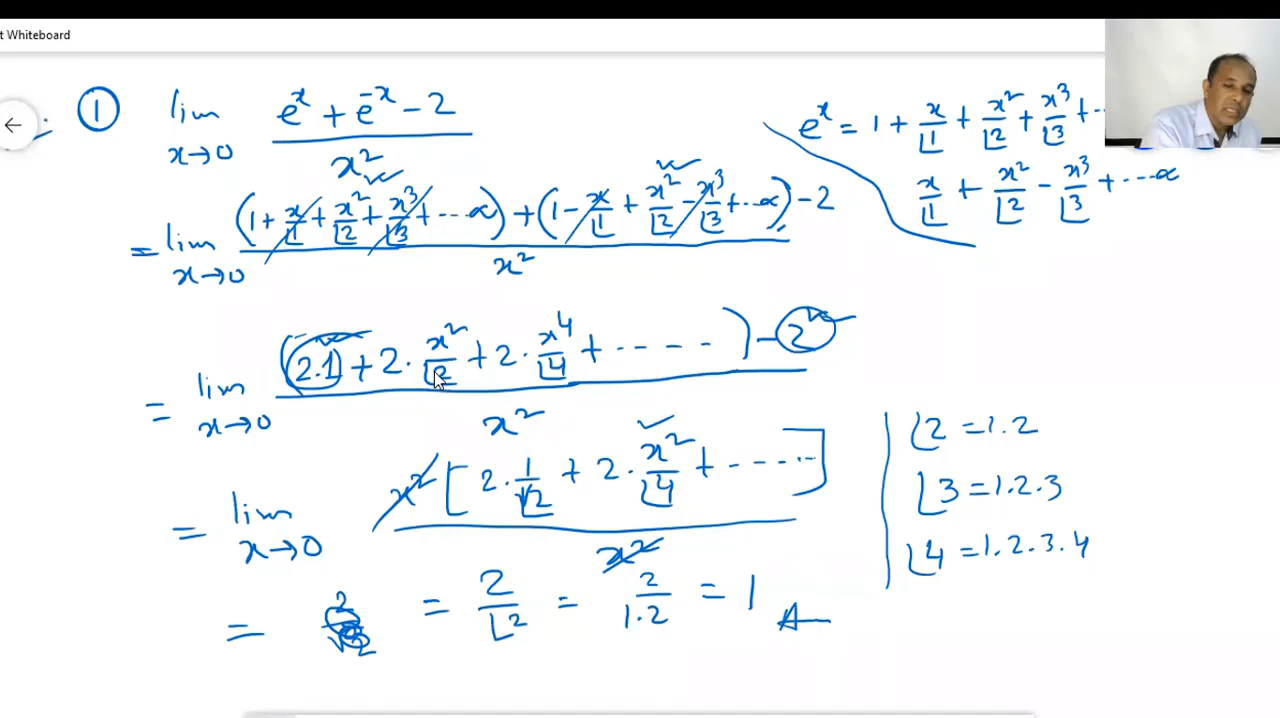 t Whiteboard
① lim x→0 (e^x + e^-x - 2) / x²
e^x = 1 + x/⌊1 + x²/⌊2 + x³/⌊3 + ··
x/⌊1 + x²/⌊2 - x³/⌊3 + ···∝
= lim x→0 ((1 + x/⌊1 + x²/⌊2 + x³/⌊3 + ···∝) + (1 - x/⌊1 + x²/⌊2 - x³/⌊3 + ···∝) - 2) / x²
= lim x→0 ((2.1 + 2·x²/⌊2 + 2·x⁴/⌊4 + ······) - 2) / x²
= lim x→0 x²[2·1/⌊2 + 2·x²/⌊4 + ······] / x²
⌊2 = 1.2
⌊3 = 1.2.3
⌊4 = 1.2.3.4
= = 2/⌊2 = 2/1.2 = 1